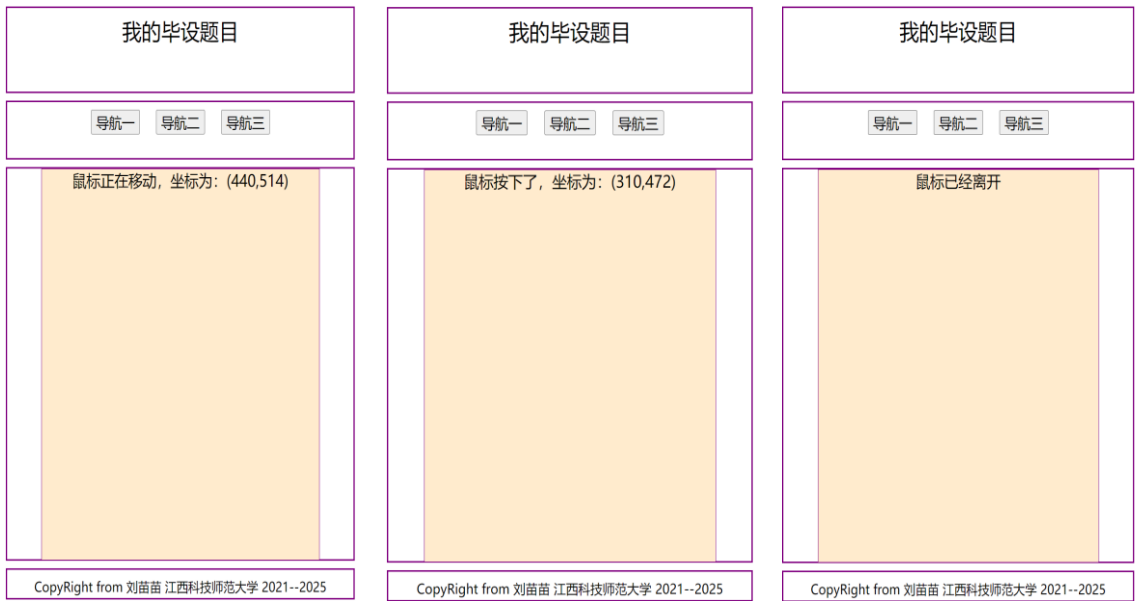 我的毕设题目
导航一 导航二 导航三
鼠标正在移动，坐标为：(440,514)
CopyRight from 刘苗苗 江西科技师范大学 2021--2025
我的毕设题目
导航一 导航二 导航三
鼠标按下了，坐标为：(310,472)
CopyRight from 刘苗苗 江西科技师范大学 2021--2025
我的毕设题目
导航一 导航二 导航三
鼠标已经离开
CopyRight from 刘苗苗 江西科技师范大学 2021--2025